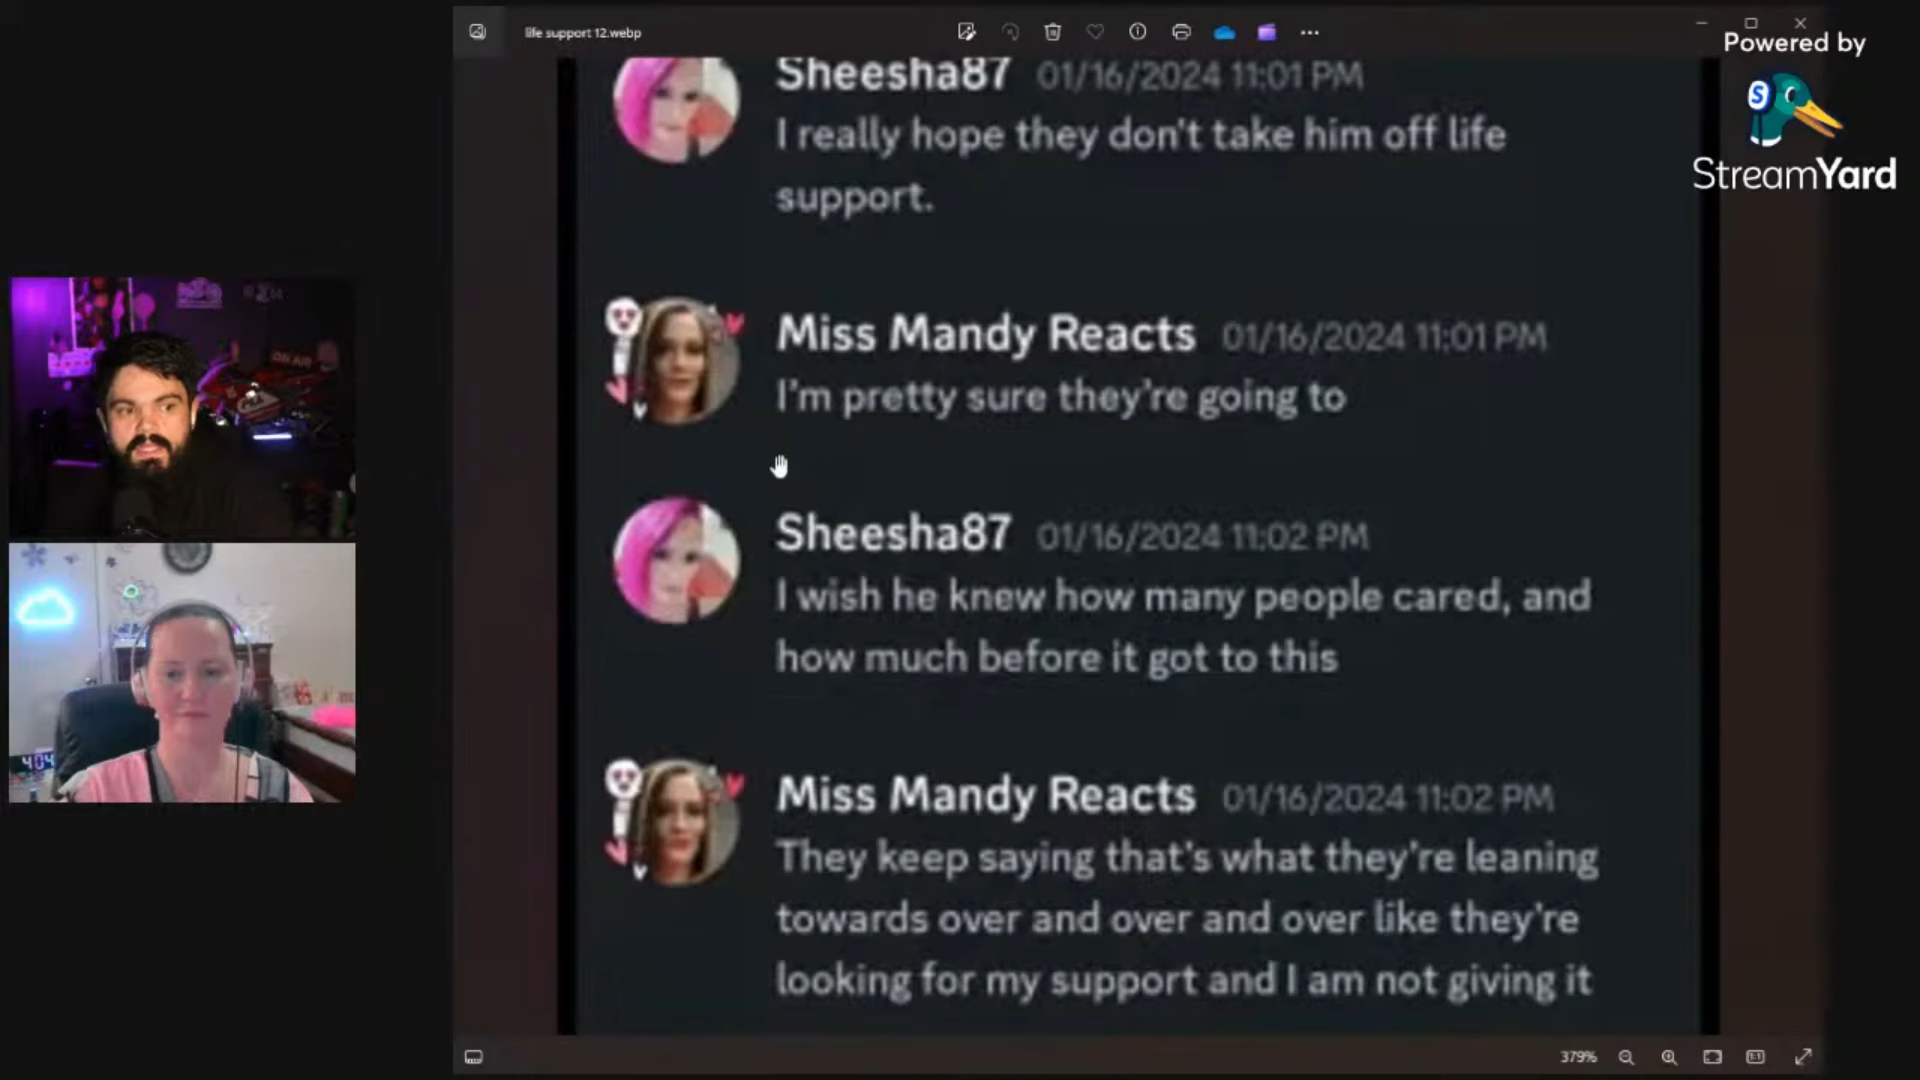 life support 12.webp
Powered by
StreamYard
Sheesha87 01/16/2024 11:01 PM
I really hope they don't take him off life
support.
Miss Mandy Reacts 01/16/2024 11:01 PM
I'm pretty sure they're going to
Sheesha87 01/16/2024 11:02 PM
I wish he knew how many people cared, and
how much before it got to this
Miss Mandy Reacts 01/16/2024 11:02 PM
They keep saying that's what they're leaning
towards over and over and over like they're
looking for my support and I am not giving it
ON AIR
404
379%